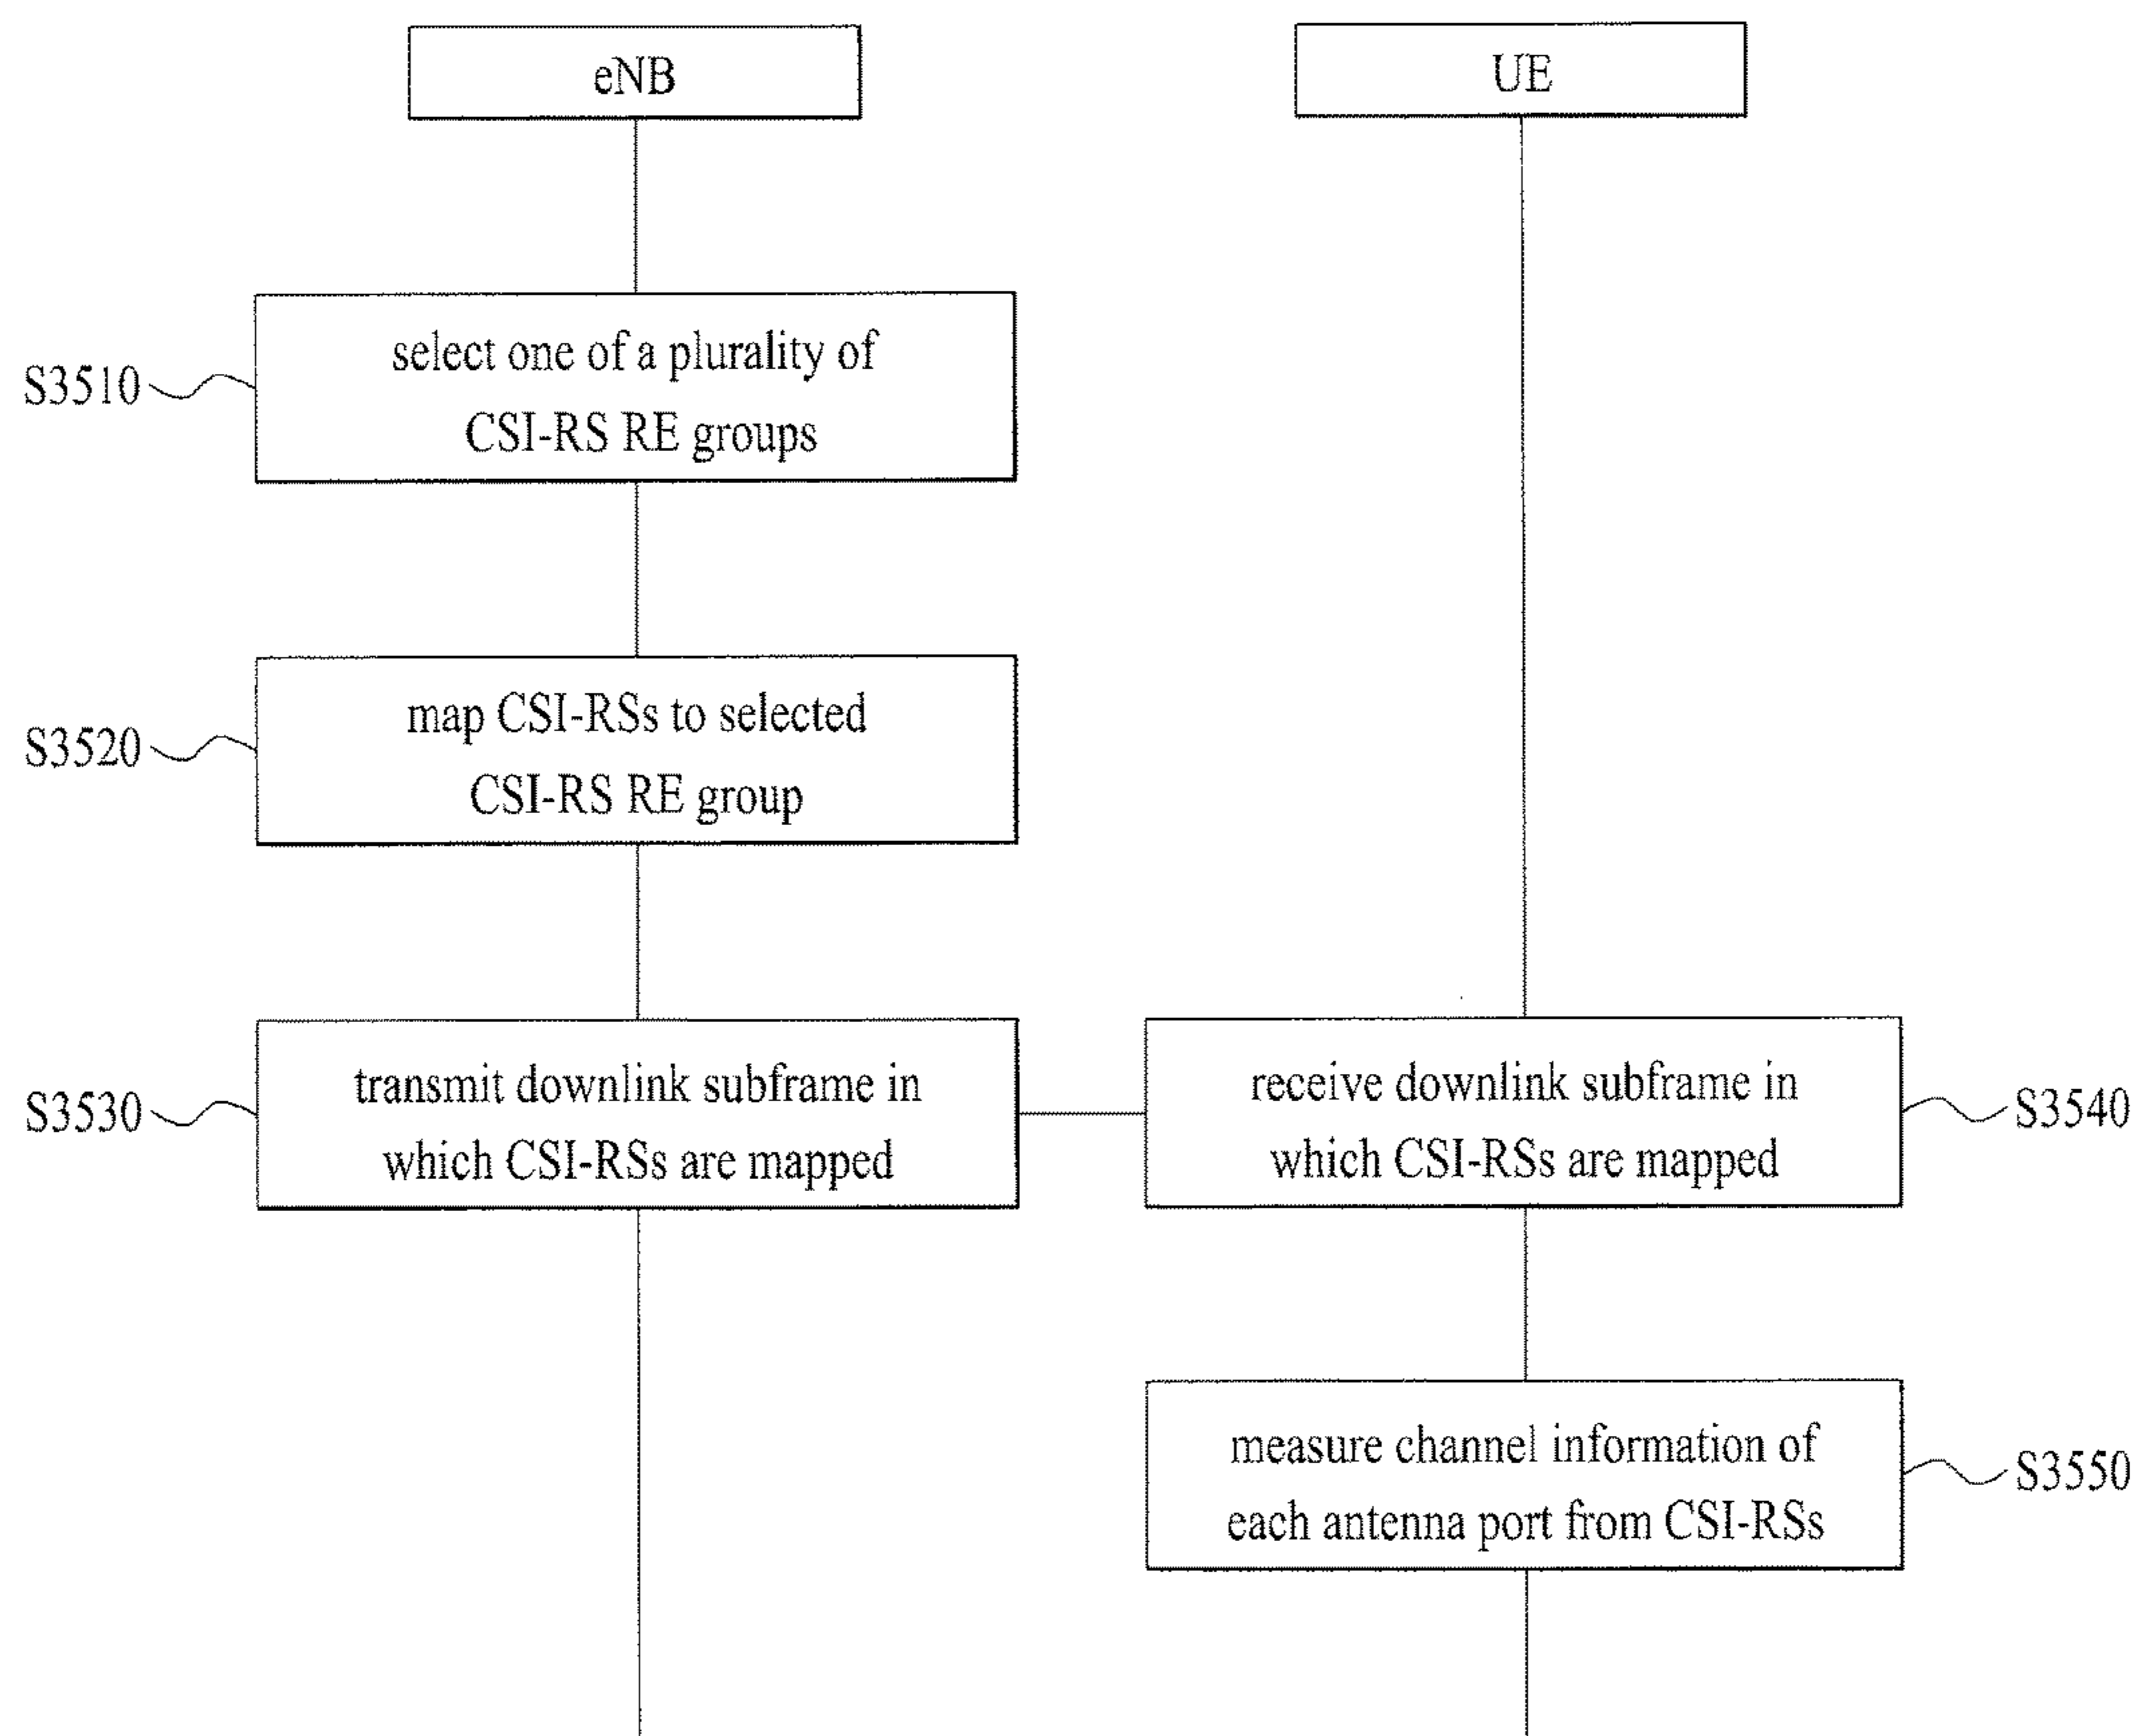 eNB
UE
S3510
select one of a plurality of
CSI-RS RE groups
S3520
map CSI-RSs to selected
CSI-RS RE group
S3530
transmit downlink subframe in
which CSI-RSs are mapped
receive downlink subframe in
which CSI-RSs are mapped
S3540
measure channel information of
each antenna port from CSI-RSs
S3550